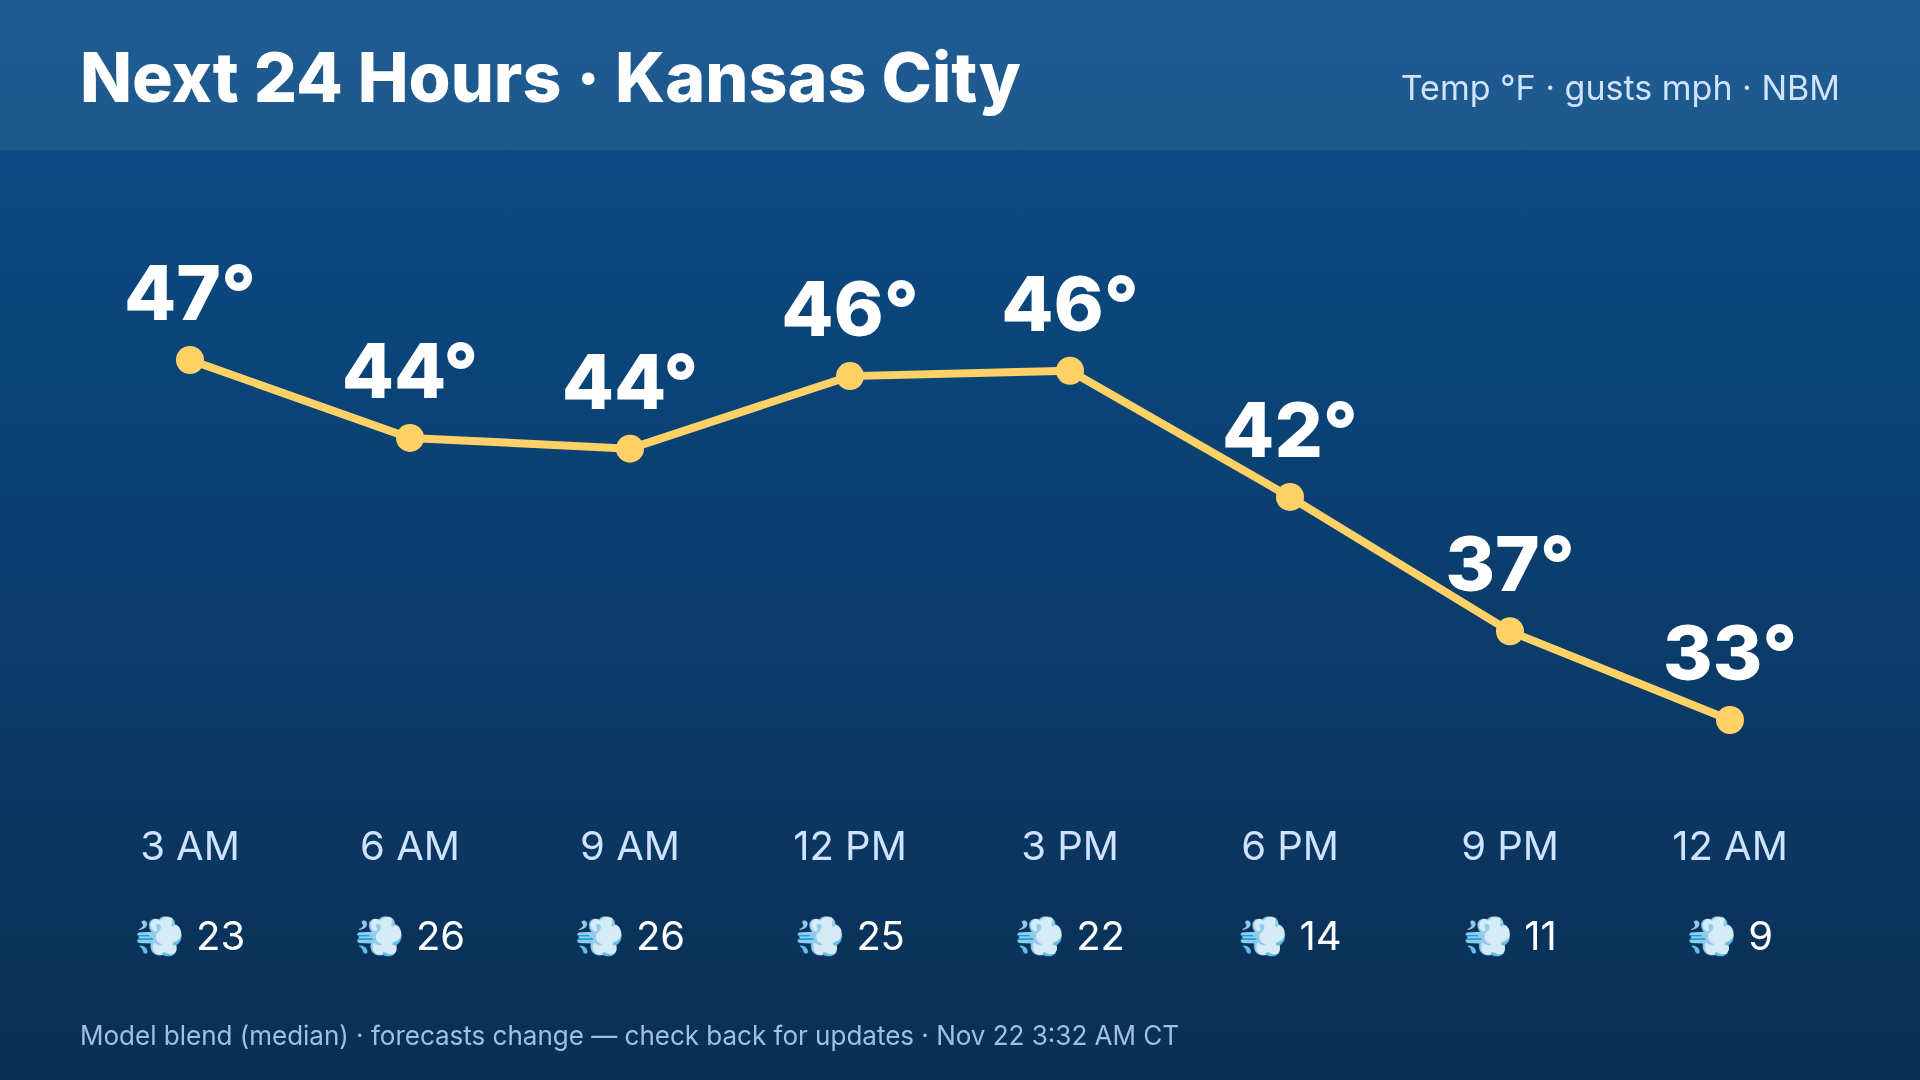 Next 24 Hours · Kansas City
Temp °F · gusts mph · NBM
47° 44° 44° 46° 46° 42° 37° 33°
3 AM 6 AM 9 AM 12 PM 3 PM 6 PM 9 PM 12 AM
💨 23 💨 26 💨 26 💨 25 💨 22 💨 14 💨 11 💨 9
Model blend (median) · forecasts change — check back for updates · Nov 22 3:32 AM CT